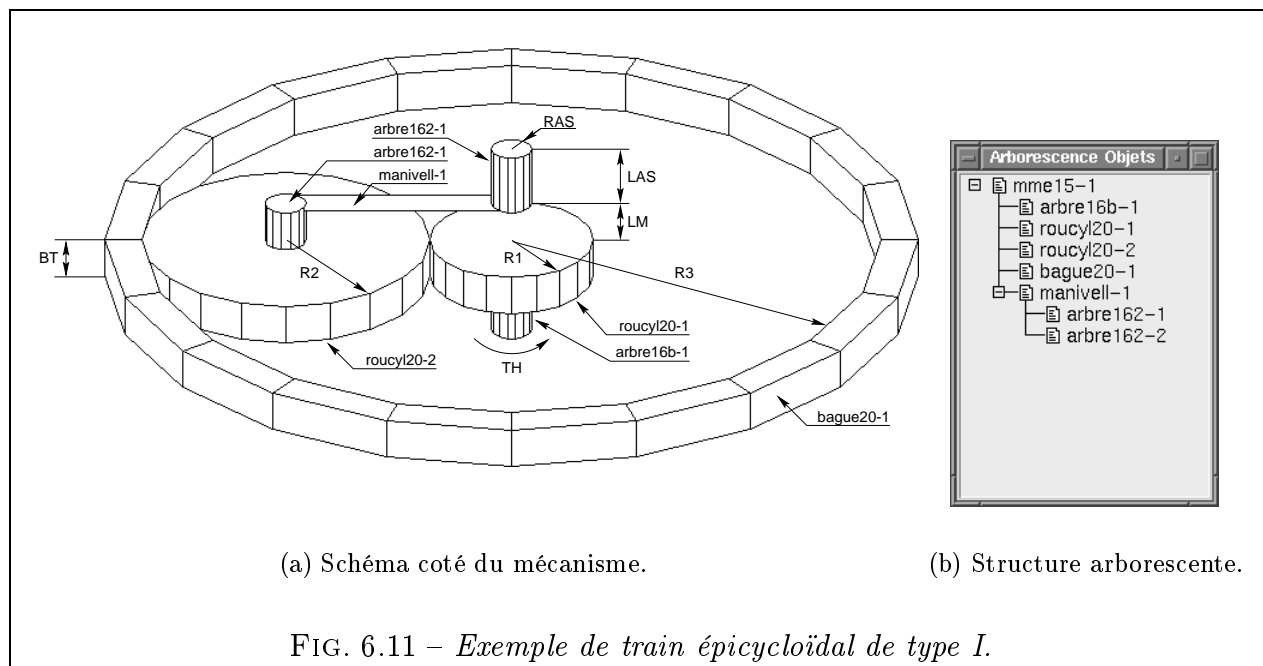 RAS
arbre162-1
arbre162-1
manivell-1
LAS
LM
BT
R2
R1
R3
roucyl20-1
arbre16b-1
roucyl20-2
TH
bague20-1
Arborescence Objets
mme15-1
arbre16b-1
roucyl20-1
roucyl20-2
bague20-1
manivell-1
arbre162-1
arbre162-2
(a) Schéma coté du mécanisme.
(b) Structure arborescente.
FIG. 6.11 – Exemple de train épicycloïdal de type I.